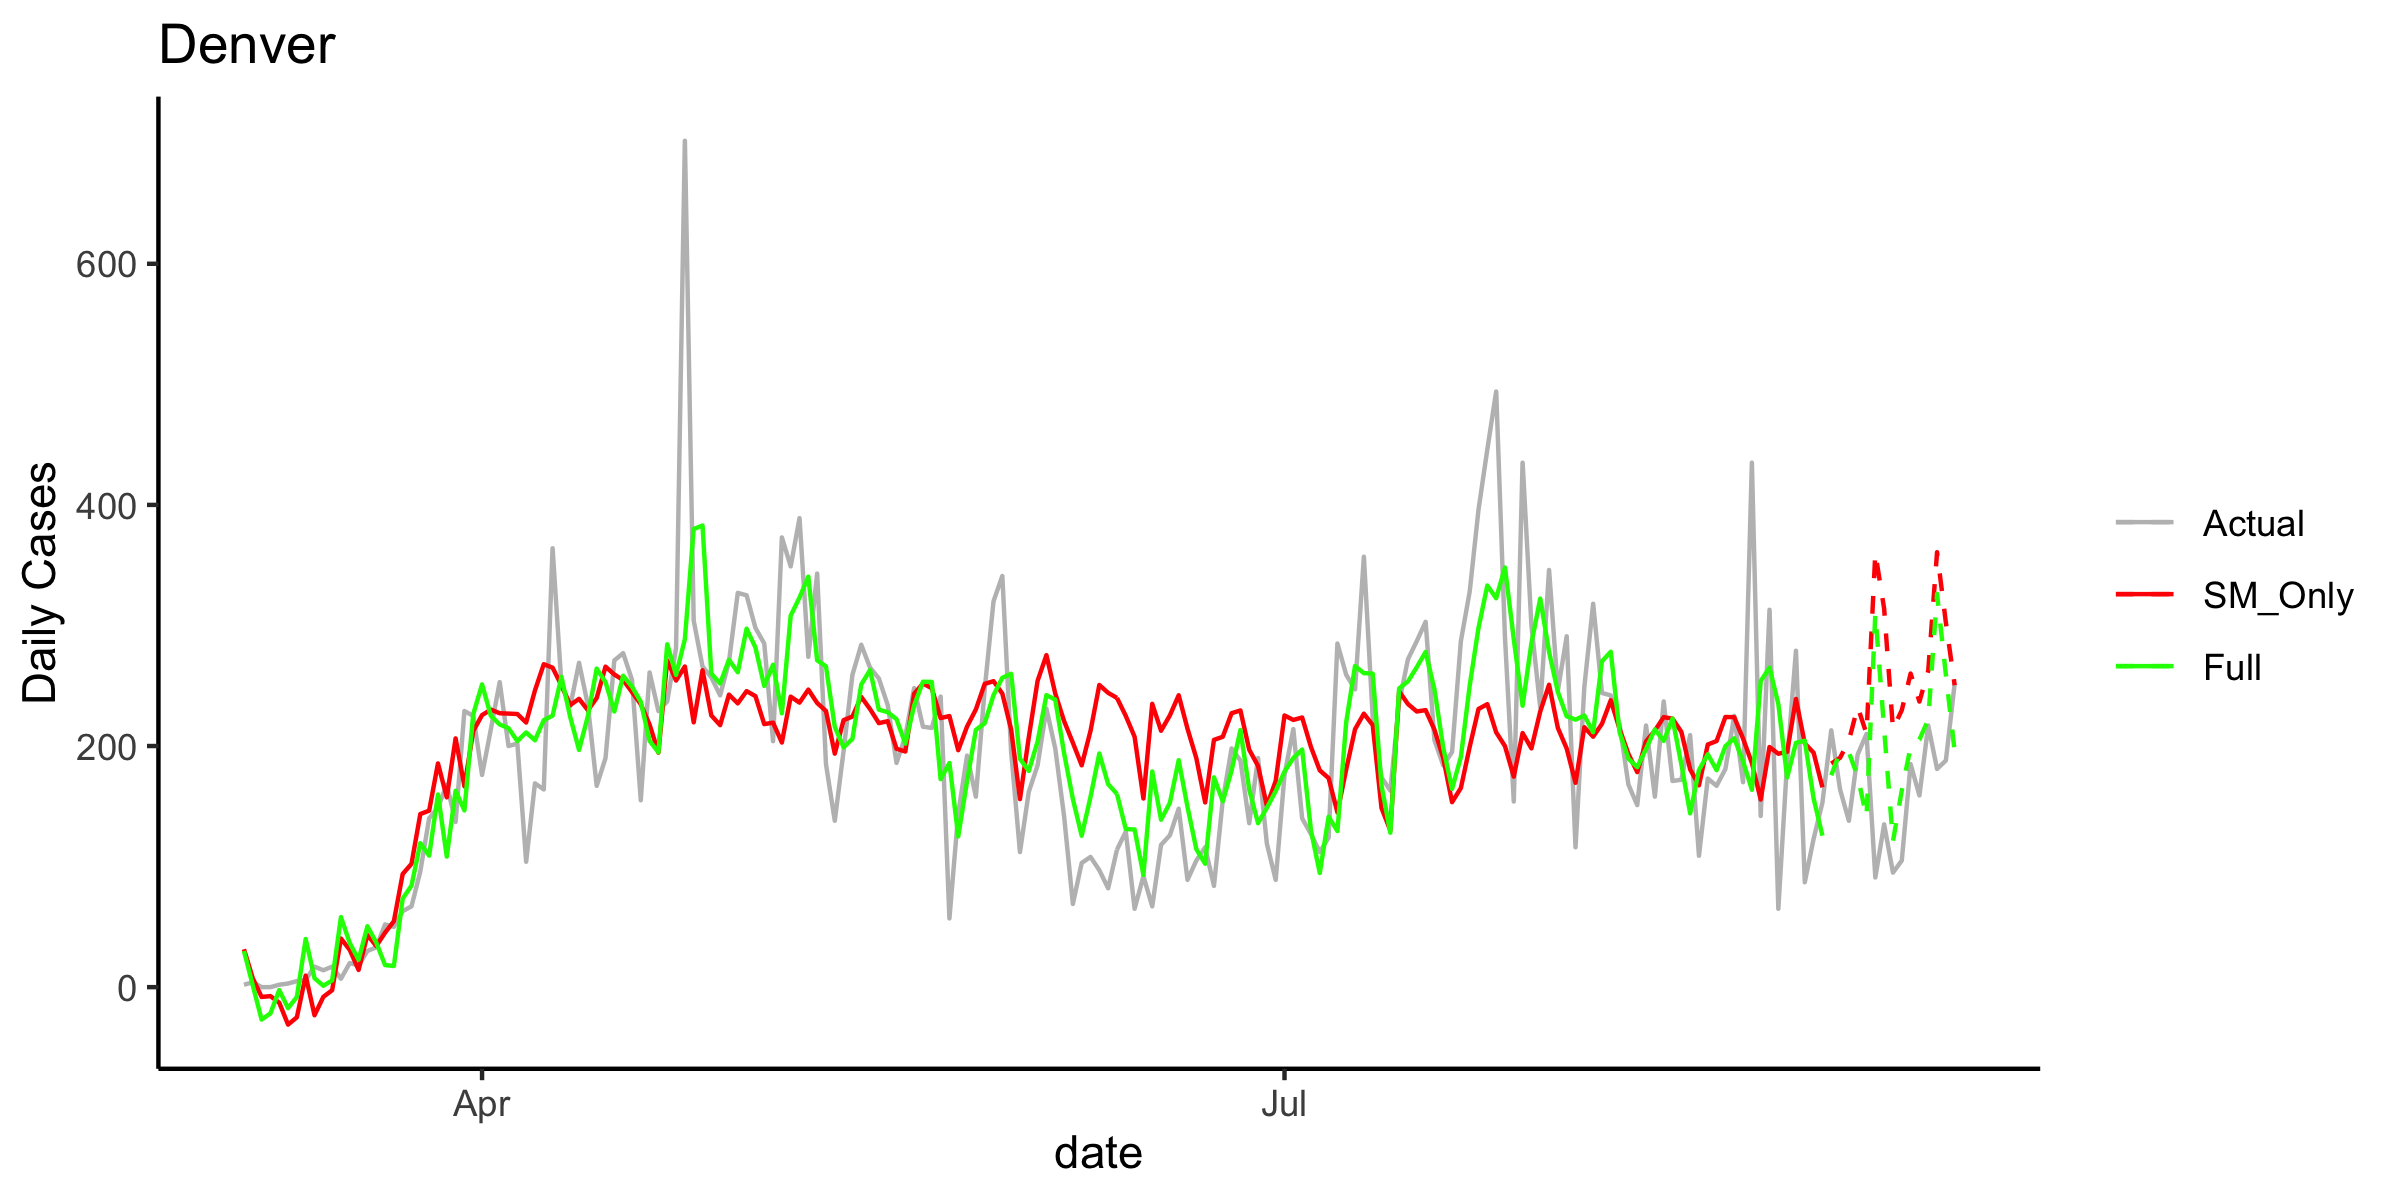 Denver
Daily Cases
600
400
200
0
Apr
Jul
date
Actual
SM_Only
Full